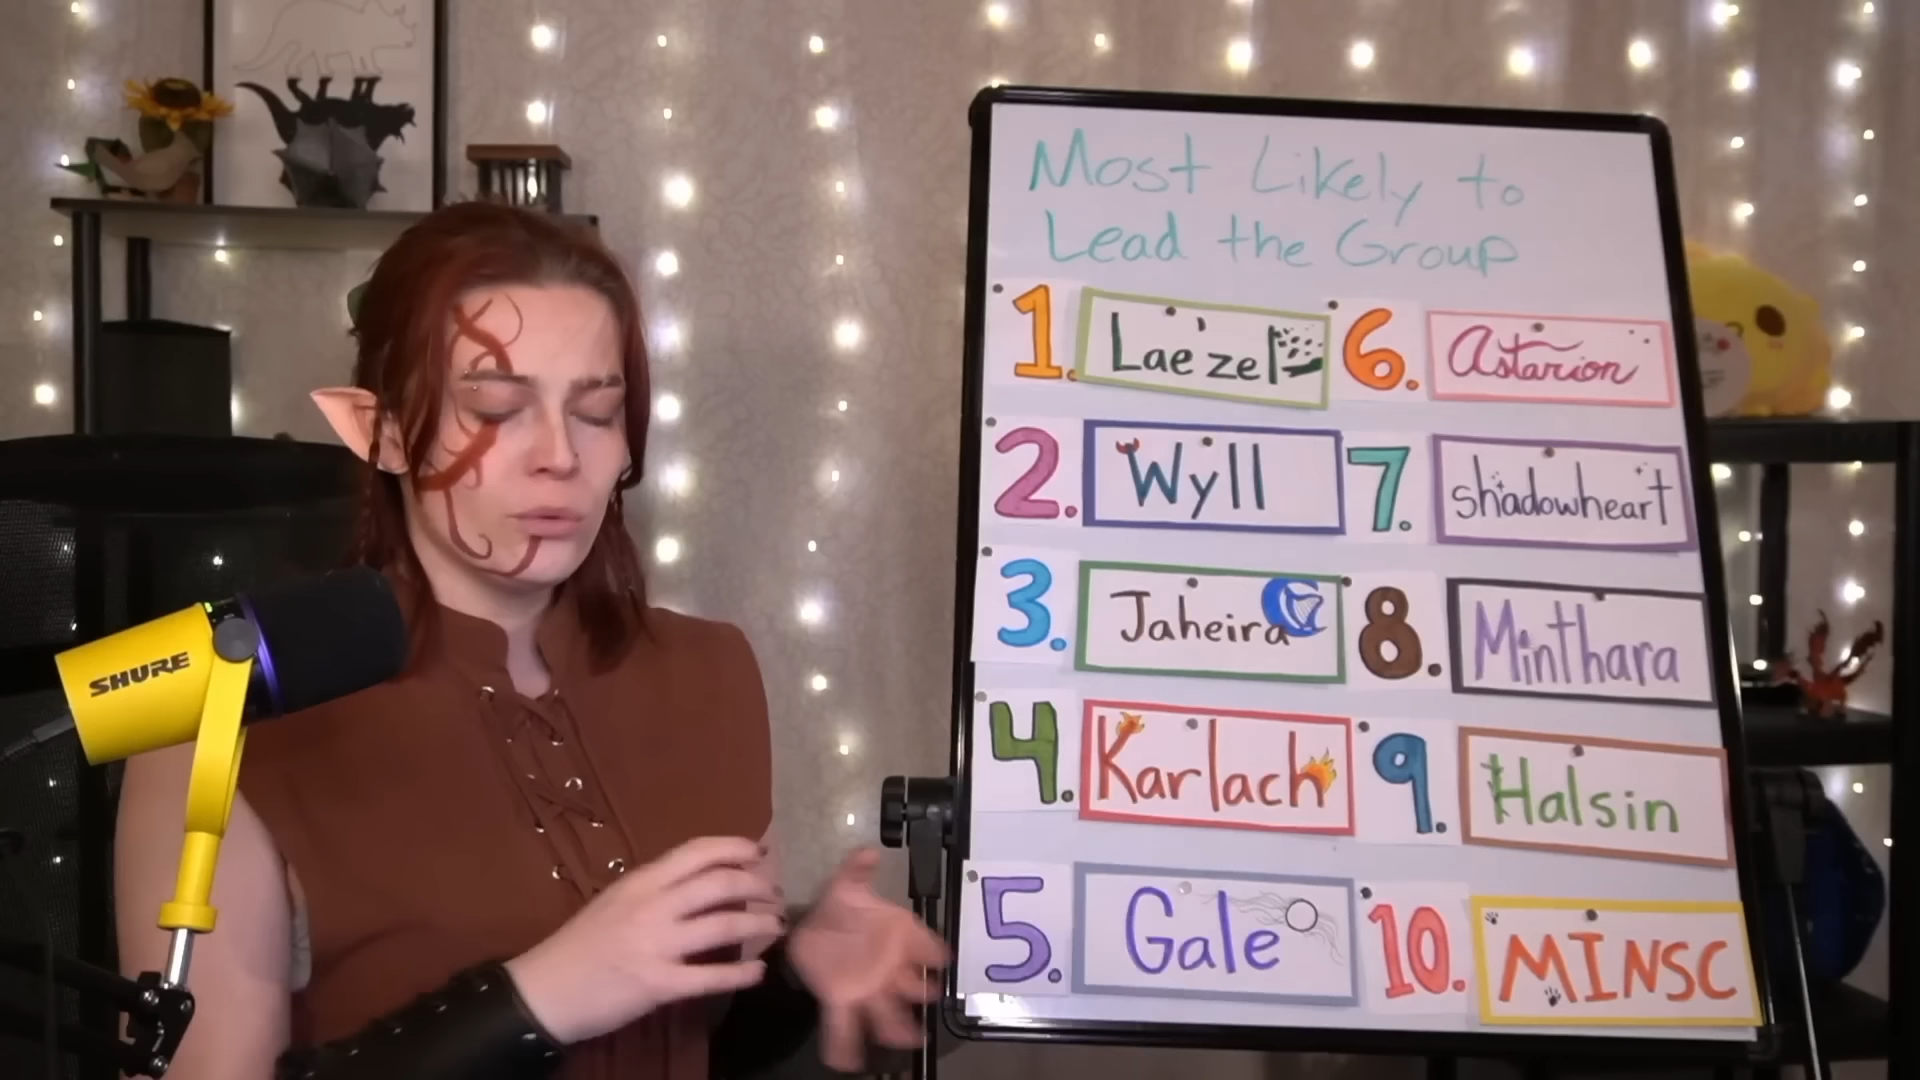 Most Likely to
Lead the Group
1. Lae'zel
2. Wyll
3. Jaheira
4. Karlach
5. Gale
6. Astarion
7. Shadowheart
8. Minthara
9. Halsin
10. MINSC
SHURE